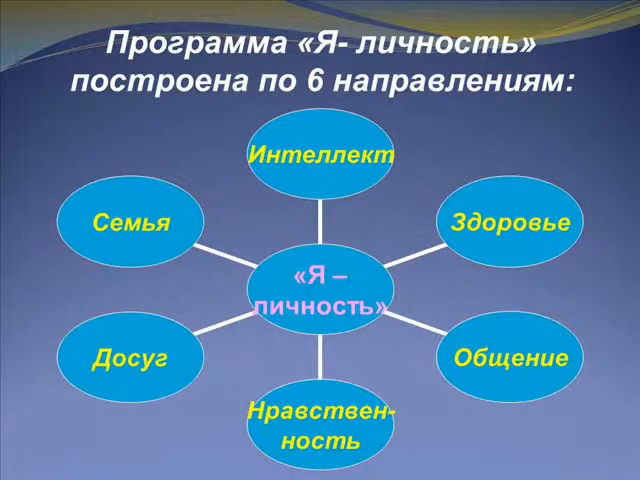 Программа «Я- личность»
построена по 6 направлениям:
Интеллект
Семья
Здоровье
«Я –
личность»
Досуг
Общение
Нравствен-
ность